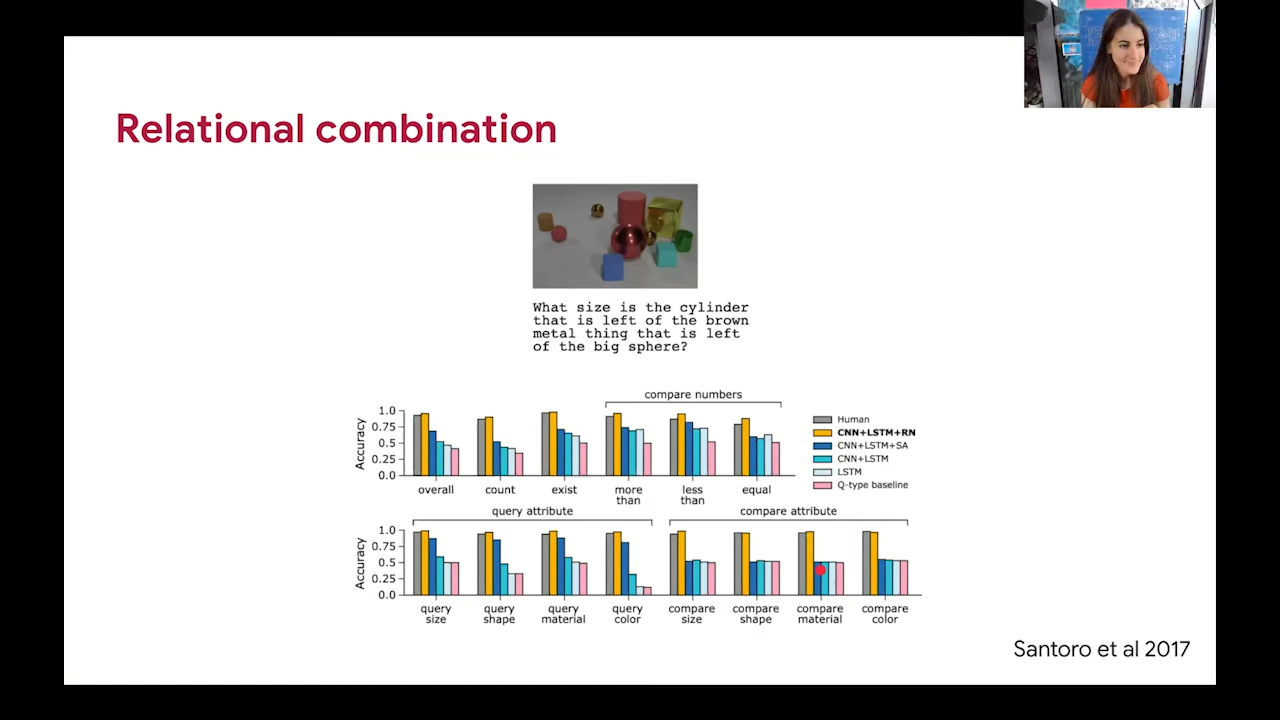 Relational combination
What size is the cylinder
that is left of the brown
metal thing that is left
of the big sphere?
compare numbers
Accuracy
1.0
0.75
0.5
0.25
0.0
overall
count
exist
more
than
less
than
equal
Human
CNN+LSTM+RN
CNN+LSTM+SA
CNN+LSTM
LSTM
Q-type baseline
query attribute
compare attribute
Accuracy
1.0
0.75
0.5
0.25
0.0
query
size
query
shape
query
material
query
color
compare
size
compare
shape
compare
material
compare
color
Santoro et al 2017